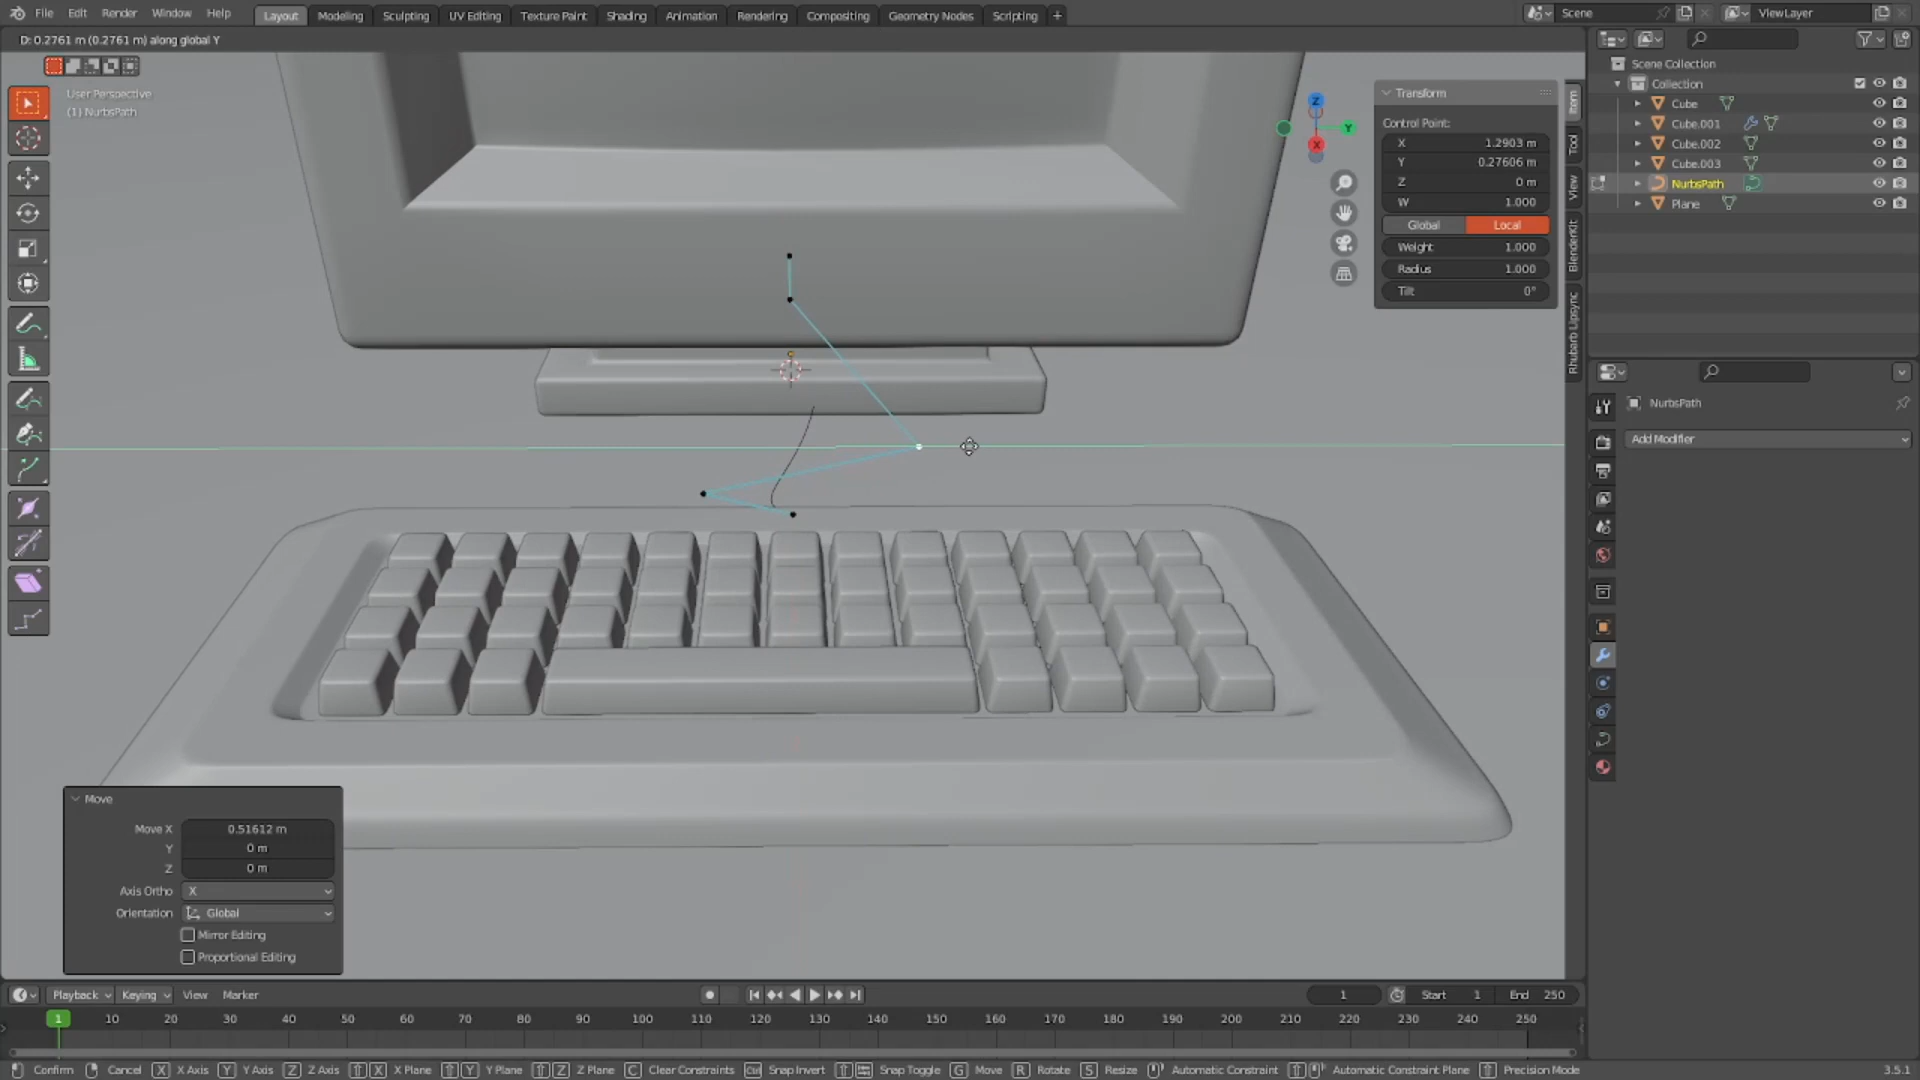 File Edit Render Window Help Layout Modeling Sculpting UV Editing Texture Paint Shading Animation Rendering Compositing Geometry Nodes Scripting + Scene ViewLayer
D: 0.2761 m (0.2761 m) along global Y
User Perspective
(1) NurbsPath
Z
Y
X
Transform
Control Point:
X 1.2903 m
Y 0.27606 m
Z 0 m
W 1.000
Global Local
Weight 1.000
Radius 1.000
Tilt 0°
Item
Tool
View
BlenderKit
Rhubarb Lipsync
Scene Collection
Collection
Cube
Cube.001
Cube.002
Cube.003
NurbsPath
Plane
NurbsPath
Add Modifier
Move
Move X 0.51612 m
Y 0 m
Z 0 m
Axis Ortho X
Orientation Global
Mirror Editing
Proportional Editing
Playback Keying View Marker 1 Start 1 End 250
1 10 20 30 40 50 60 70 80 90 100 110 120 130 140 150 160 170 180 190 200 210 220 230 240 250
Confirm Cancel X X Axis Y Y Axis Z Z Axis X X Plane Y Y Plane Z Z Plane C Clear Constraints Ctrl Snap Invert Snap Toggle G Move R Rotate S Resize Automatic Constraint Automatic Constraint Plane Precision Mode 3.5.1